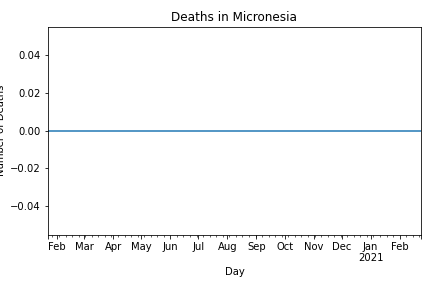 Deaths in Micronesia
Number of Deaths
0.04
0.02
0.00
−0.02
−0.04
Feb Mar Apr May Jun Jul Aug Sep Oct Nov Dec Jan Feb
2021
Day